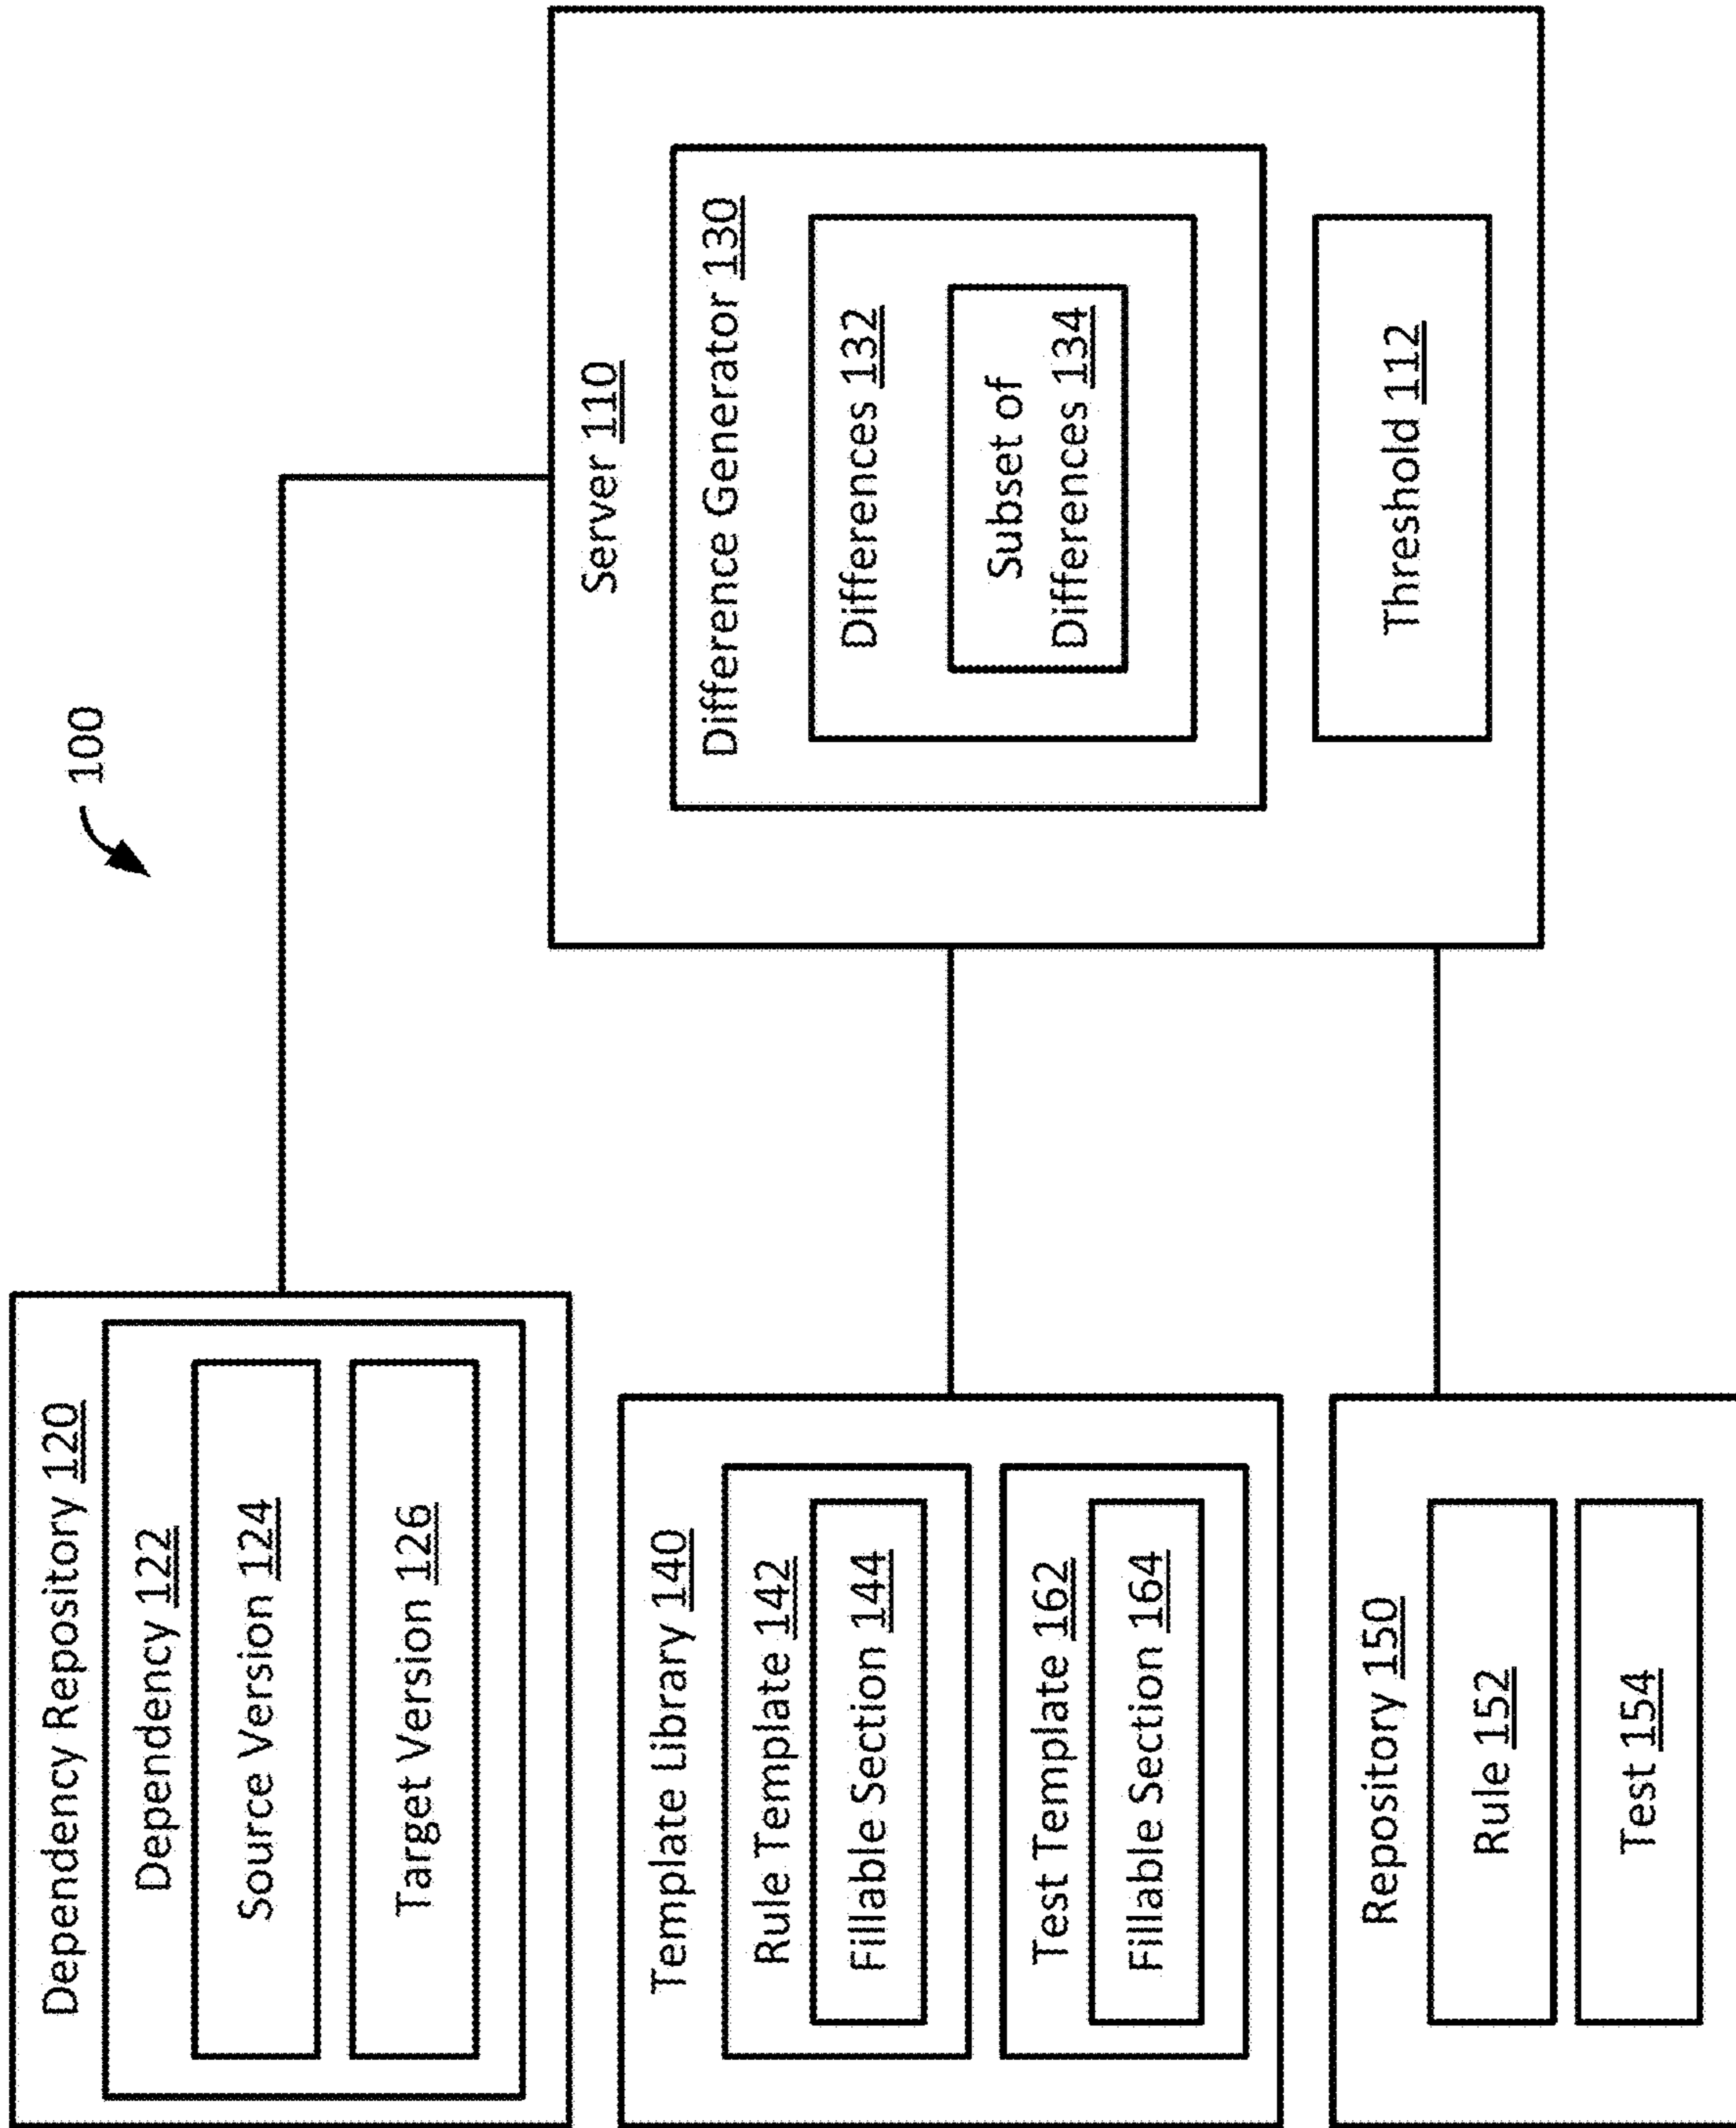 100
Dependency Repository 120
Dependency 122
Source Version 124
Target Version 126
Template Library 140
Rule Template 142
Fillable Section 144
Test Template 162
Fillable Section 164
Repository 150
Rule 152
Test 154
Server 110
Difference Generator 130
Differences 132
Subset of
Differences 134
Threshold 112